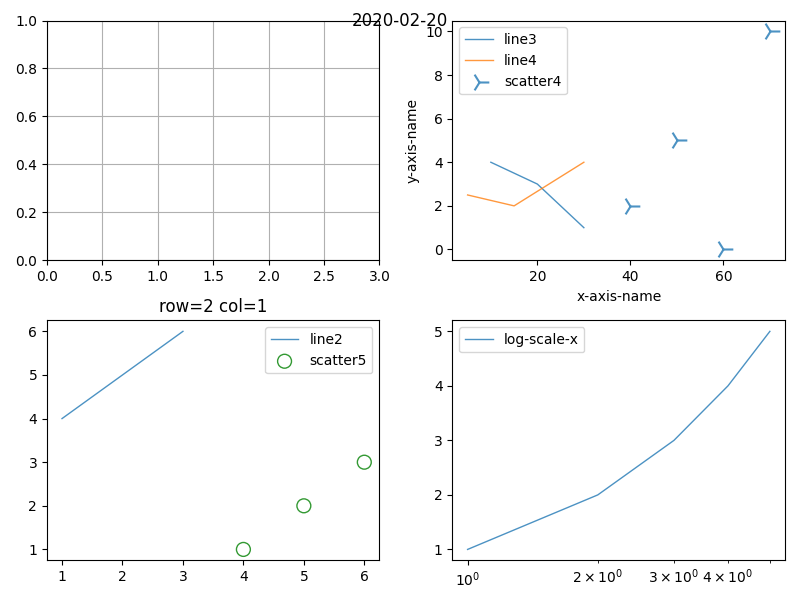 2020-02-20
1.0
0.8
0.6
0.4
0.2
0.0
0.0 0.5 1.0 1.5 2.0 2.5 3.0
line3
line4
scatter4
y-axis-name
10
8
6
4
2
0
20 40 60
x-axis-name
row=2 col=1
line2
scatter5
6
5
4
3
2
1
1 2 3 4 5 6
log-scale-x
5
4
3
2
1
10⁰ 2 × 10⁰ 3 × 10⁰ 4 × 10⁰